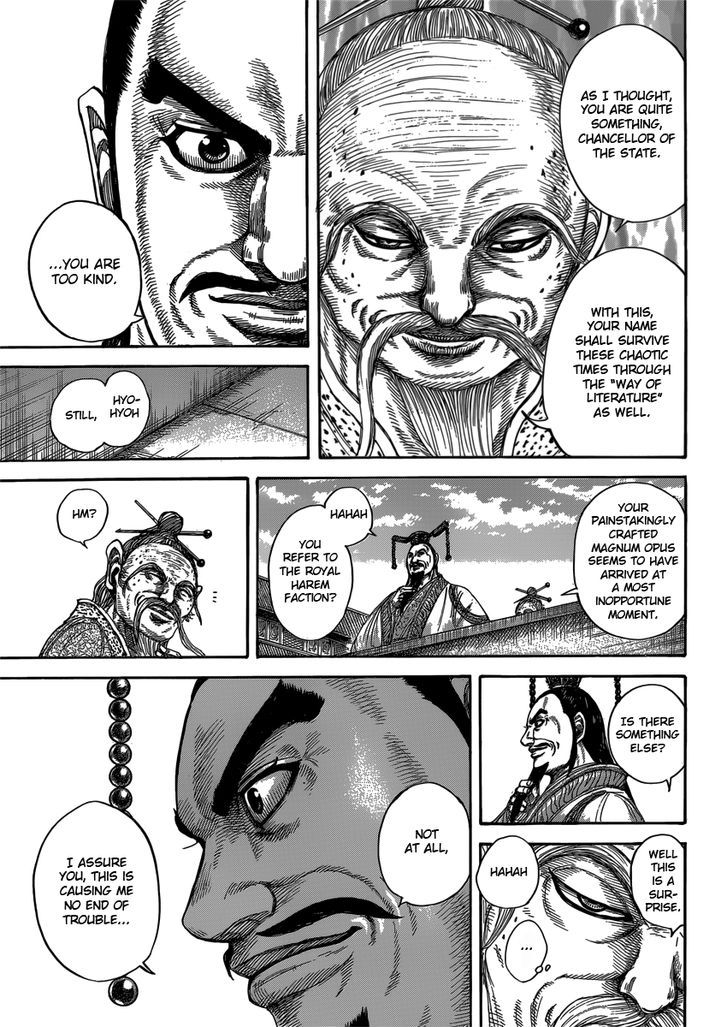 AS I THOUGHT,
YOU ARE QUITE
SOMETHING,
CHANCELLOR OF
THE STATE.
WITH THIS,
YOUR NAME
SHALL SURVIVE
THESE CHAOTIC
TIMES THROUGH
THE "WAY OF
LITERATURE"
AS WELL.
...YOU ARE
TOO KIND.
HYO-
HYOH
STILL,
YOUR
PAINSTAKINGLY
CRAFTED
MAGNUM OPUS
SEEMS TO HAVE
ARRIVED AT
A MOST
INOPPORTUNE
MOMENT.
HAHAH
YOU
REFER TO
THE ROYAL
HAREM
FACTION?
HM?
IS THERE
SOMETHING
ELSE?
WELL
THIS
IS A
SUR-
PRISE.
HAHAH
...
NOT
AT ALL,
I ASSURE
YOU, THIS IS
CAUSING ME
NO END OF
TROUBLE...